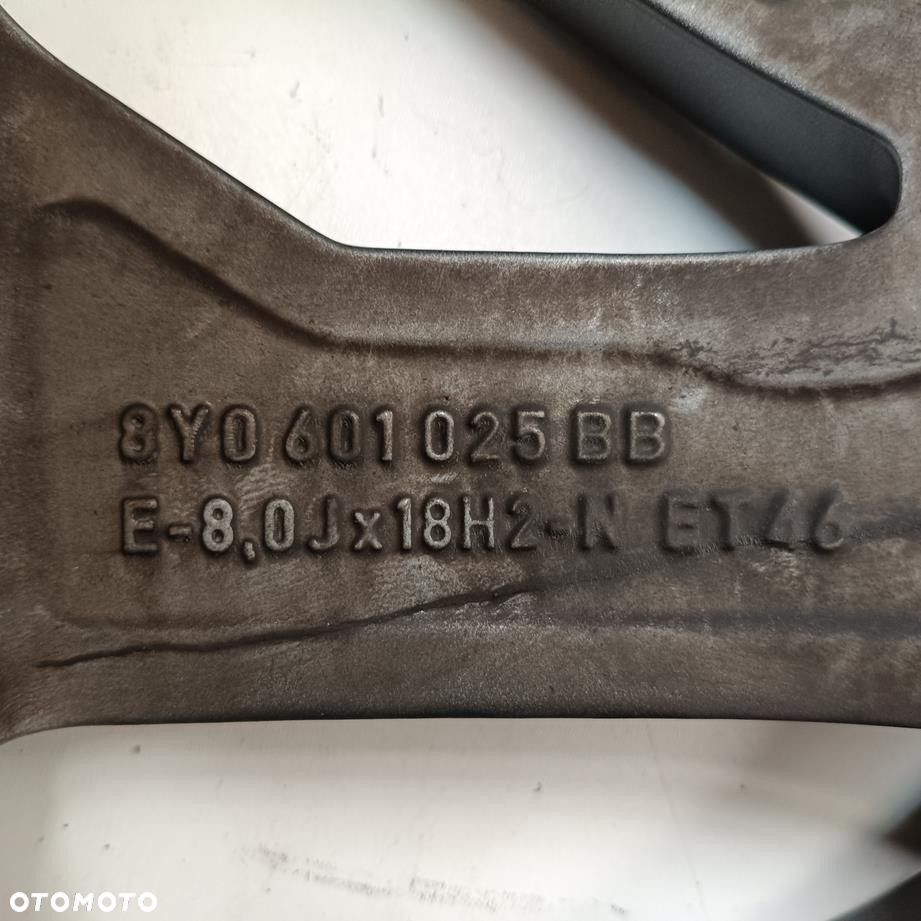 8Y0 601 025 BB
E-8,0Jx18H2-N ET46
OTOMOTO